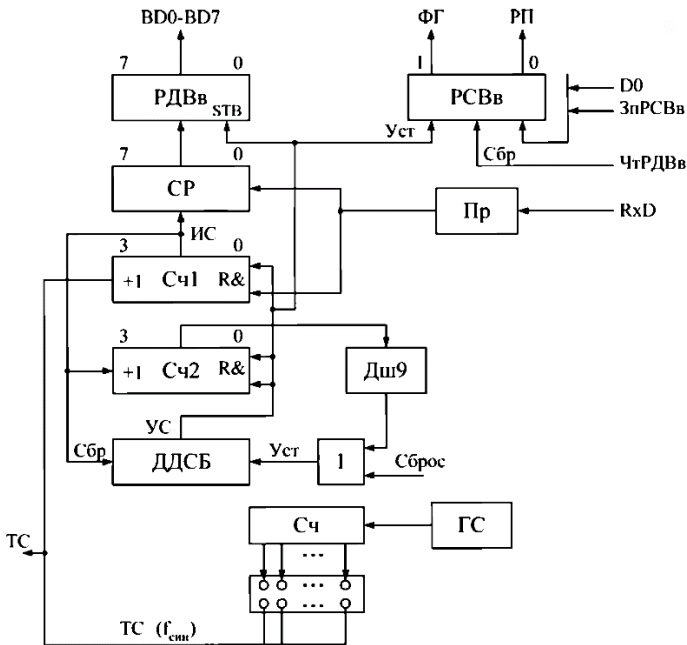 BD0-BD7 ФГ РП
7 0 1 0
РДВв STB РСВв D0
ЗпРСВв
Уст
Сбр ЧтРДВв
7 0
СР
Пр RxD
ИС
3 0
+1 Сч1 R&
3 0
+1 Сч2 R& Дш9
УС
Сбр ДДСБ Уст 1 Сброс
Сч ГС
ТС ...
...
ТС (fсин)